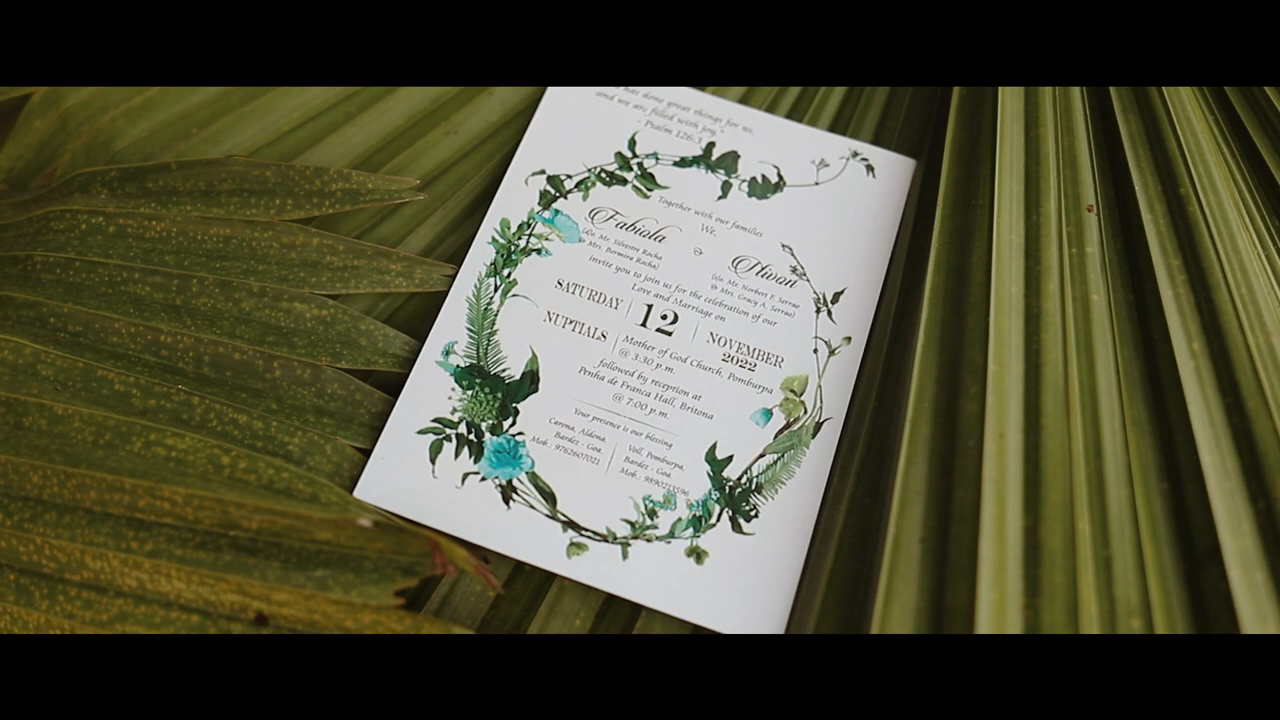 has done great things for us,
and we are filled with joy."
- Psalm 126:3
Together with our families
We,
Fabiola
(d/o. Mr. Silvestre Rocha
& Mrs. Bermira Rocha)
&
Nivon
(s/o. Mr. Norbert F. Serrao
& Mrs. Gracy A. Serrao)
invite you to join us for the celebration of our
Love and Marriage on
SATURDAY
12
NOVEMBER
2022
NUPTIALS
Mother of God Church, Pomburpa
@ 3:30 p.m.
followed by reception at
Penha de Franca Hall, Britona
@ 7:00 p.m.
Your presence is our blessing
Carona, Aldona,
Bardez - Goa.
Mob.: 9762607021
Voll, Pomburpa,
Bardez - Goa.
Mob.: 9890213596